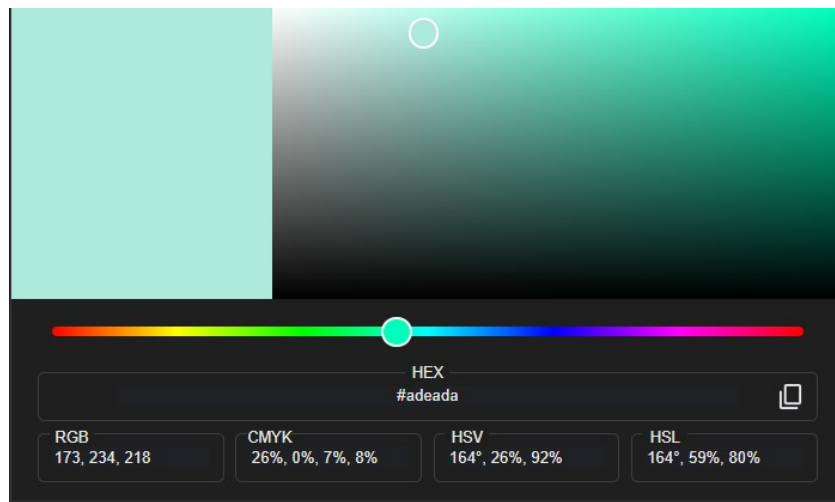 HEX
#adeada
RGB
173, 234, 218
CMYK
26%, 0%, 7%, 8%
HSV
164°, 26%, 92%
HSL
164°, 59%, 80%